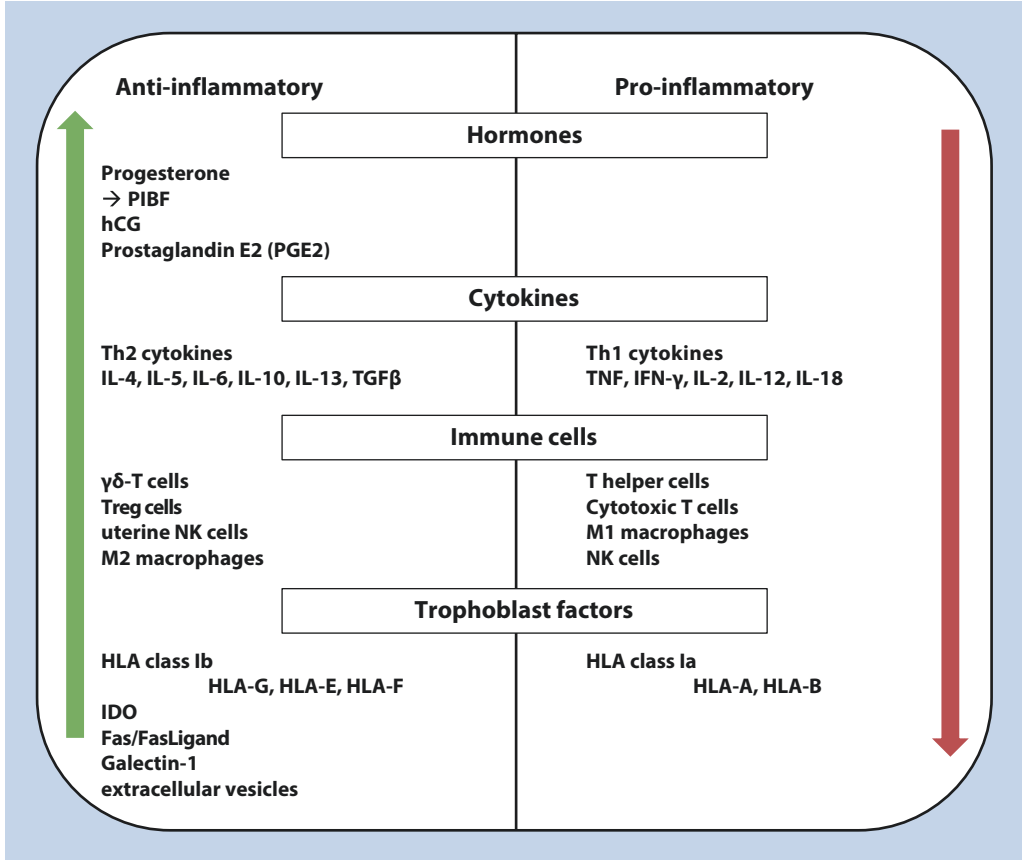 Anti-inflammatory
Pro-inflammatory
Hormones
Progesterone
→ PIBF
hCG
Prostaglandin E2 (PGE2)
Cytokines
Th2 cytokines
IL-4, IL-5, IL-6, IL-10, IL-13, TGFβ
Th1 cytokines
TNF, IFN-γ, IL-2, IL-12, IL-18
Immune cells
γδ-T cells
Treg cells
uterine NK cells
M2 macrophages
T helper cells
Cytotoxic T cells
M1 macrophages
NK cells
Trophoblast factors
HLA class Ib
HLA-G, HLA-E, HLA-F
IDO
Fas/FasLigand
Galectin-1
extracellular vesicles
HLA class Ia
HLA-A, HLA-B